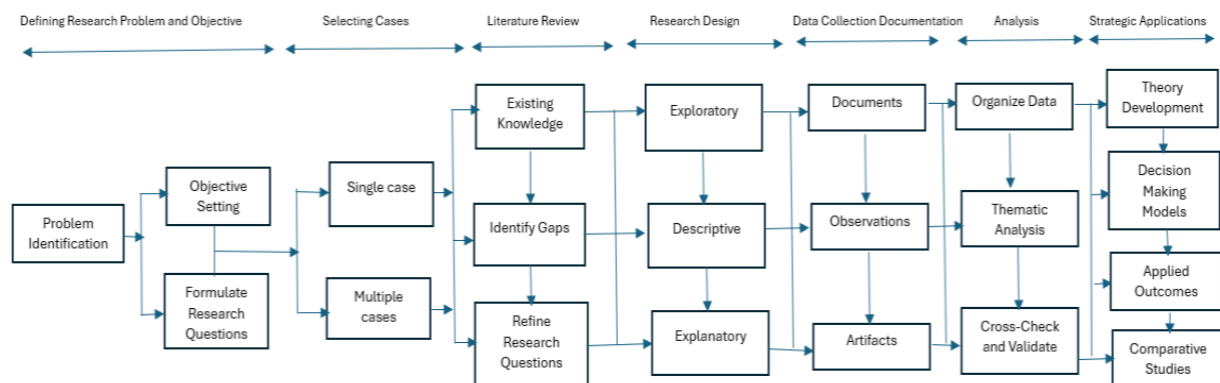 Defining Research Problem and Objective
Selecting Cases
Literature Review
Research Design
Data Collection Documentation
Analysis
Strategic Applications
Problem
Identification
Objective
Setting
Formulate
Research
Questions
Single case
Multiple
cases
Existing
Knowledge
Identify Gaps
Refine
Research
Questions
Exploratory
Descriptive
Explanatory
Documents
Observations
Artifacts
Organize Data
Thematic
Analysis
Cross-Check
and Validate
Theory
Development
Decision
Making
Models
Applied
Outcomes
Comparative
Studies